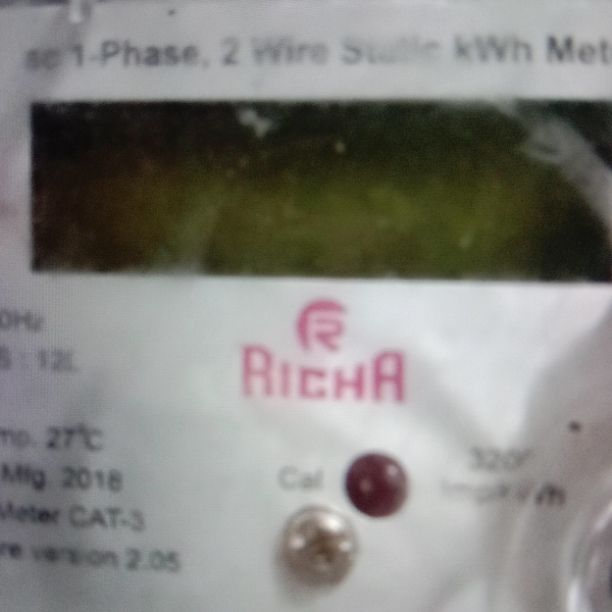 1-Phase, 2 Wire Static kWh Met
0Hz
RICHA
mp. 27°C
Mfg. 2018
Cal
Meter CAT-3
re version 2.05